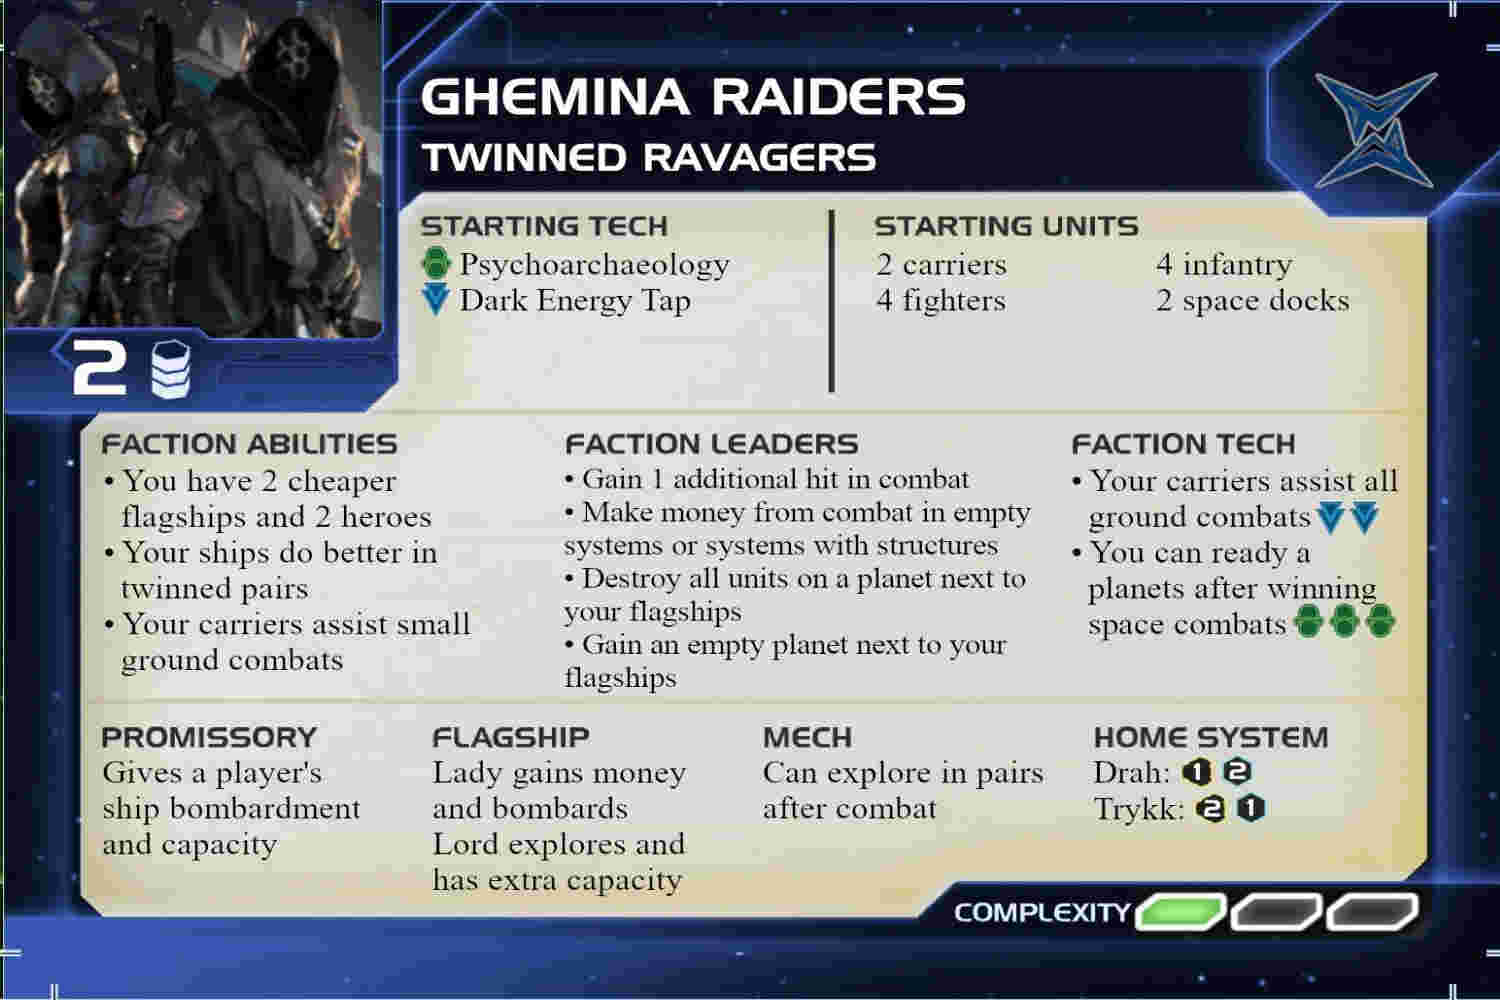 GHEMINA RAIDERS
TWINNED RAVAGERS
STARTING TECH
Psychoarchaeology
Dark Energy Tap
STARTING UNITS
2 carriers
4 infantry
4 fighters
2 space docks
2
FACTION ABILITIES
• You have 2 cheaper
flagships and 2 heroes
• Your ships do better in
twinned pairs
• Your carriers assist small
ground combats
FACTION LEADERS
• Gain 1 additional hit in combat
• Make money from combat in empty
systems or systems with structures
• Destroy all units on a planet next to
your flagships
• Gain an empty planet next to your
flagships
FACTION TECH
• Your carriers assist all
ground combats
• You can ready a
planets after winning
space combats
PROMISSORY
Gives a player's
ship bombardment
and capacity
FLAGSHIP
Lady gains money
and bombards
Lord explores and
has extra capacity
MECH
Can explore in pairs
after combat
HOME SYSTEM
Drah: 1 2
Trykk: 2 1
COMPLEXITY